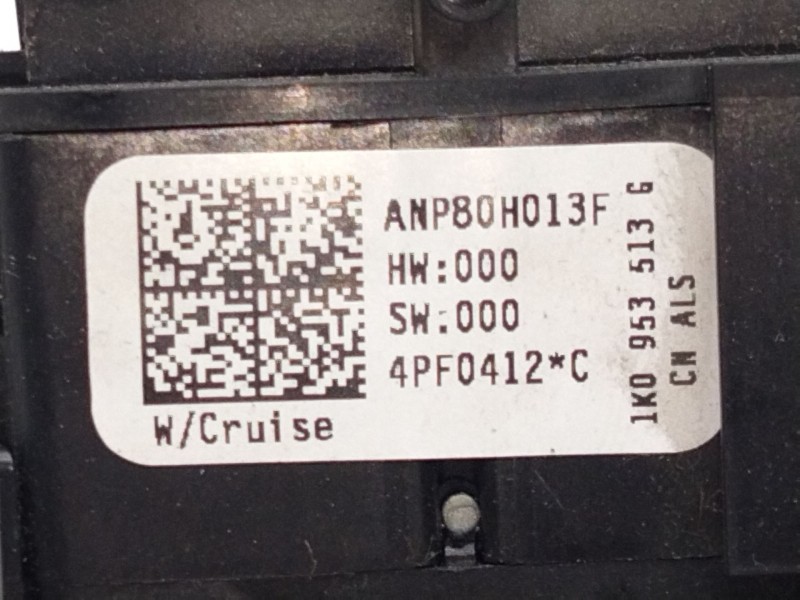 ANP80H013F
HW:000
SW:000
4PF0412*C
W/Cruise
1K0 953 513 G
CN ALS